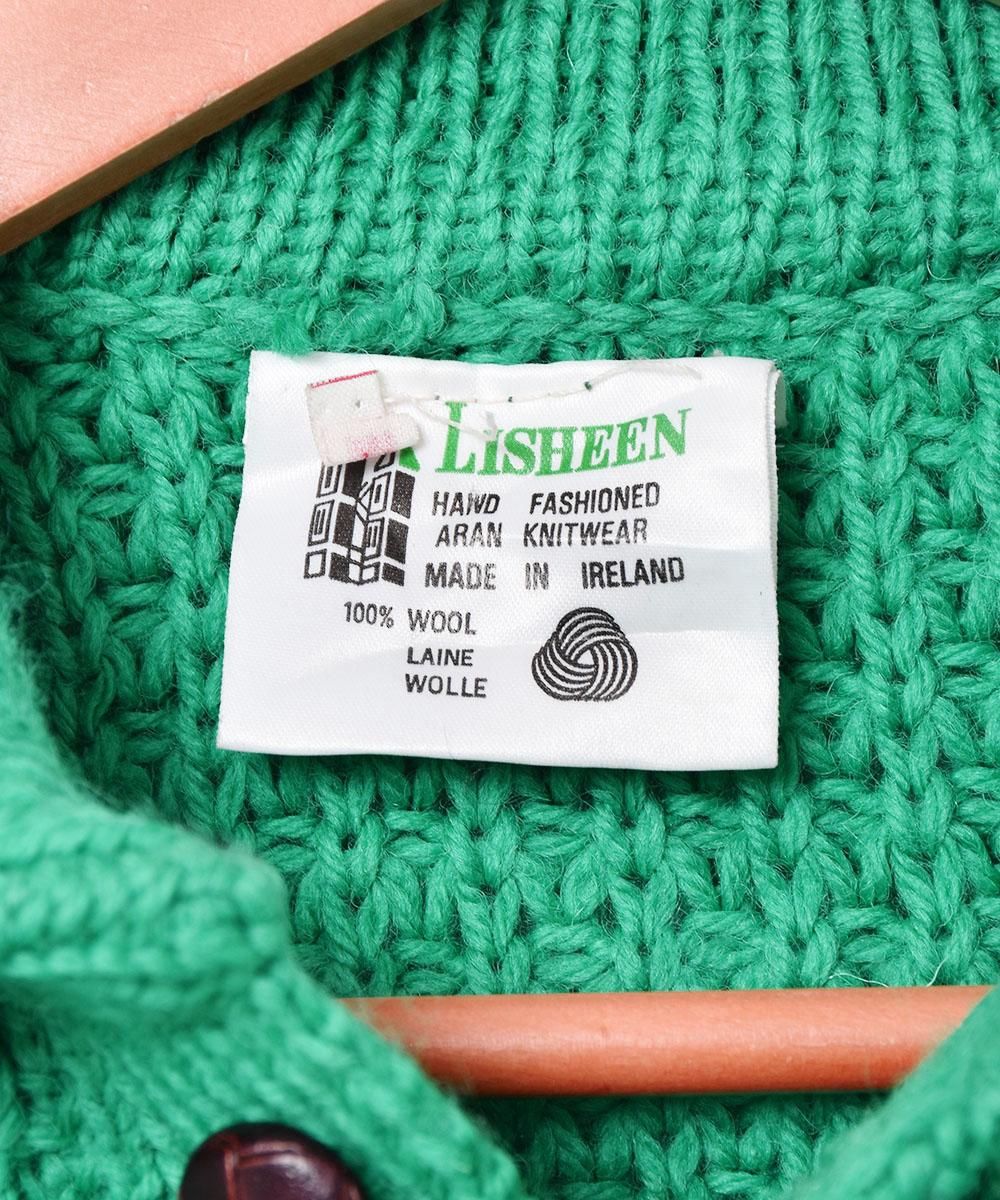 LISHEEN
HAND FASHIONED
ARAN KNITWEAR
MADE IN IRELAND
100% WOOL
LAINE
WOLLE